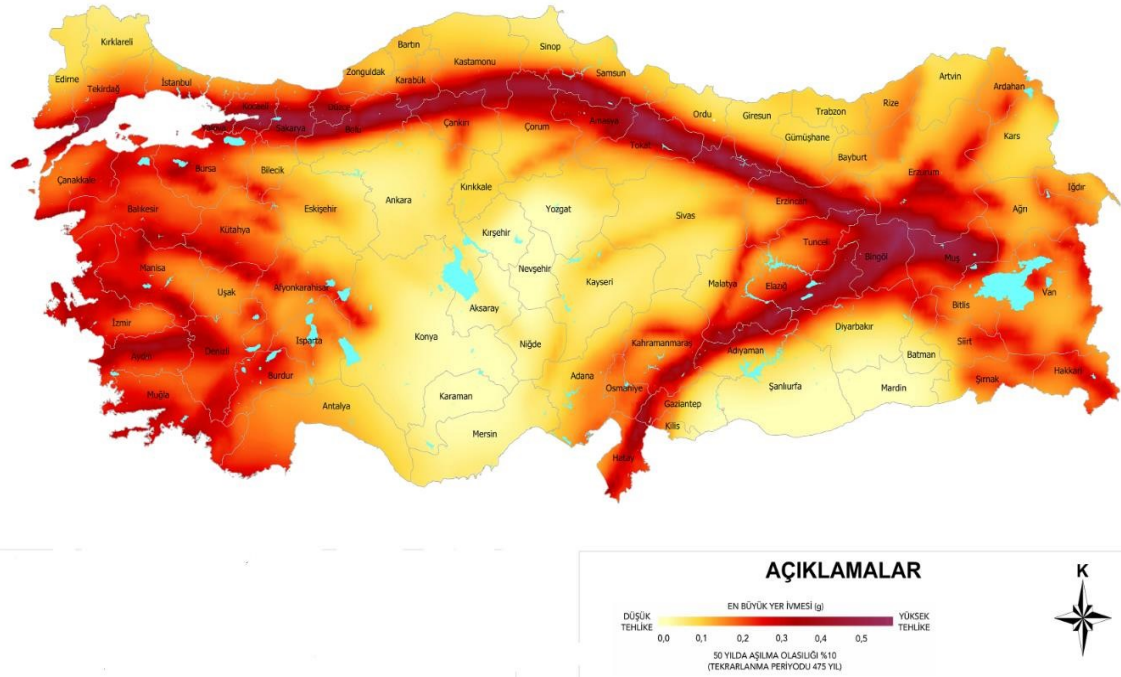 Kırklareli
Edirne
Tekirdağ
İstanbul
Kocaeli
Yalova
Sakarya
Düzce
Bolu
Zonguldak
Bartın
Karabük
Kastamonu
Sinop
Samsun
Çankırı
Çorum
Amasya
Tokat
Ordu
Giresun
Trabzon
Gümüşhane
Bayburt
Rize
Artvin
Ardahan
Kars
Erzurum
Iğdır
Ağrı
Çanakkale
Bursa
Bilecik
Balıkesir
Kütahya
Eskişehir
Ankara
Kırıkkale
Yozgat
Kırşehir
Nevşehir
Sivas
Erzincan
Tunceli
Bingöl
Muş
Manisa
Uşak
Afyonkarahisar
Aksaray
Kayseri
Malatya
Elazığ
Bitlis
Van
İzmir
Aydın
Denizli
Isparta
Burdur
Muğla
Antalya
Konya
Niğde
Karaman
Mersin
Adana
Kahramanmaraş
Osmaniye
Adıyaman
Gaziantep
Kilis
Hatay
Şanlıurfa
Diyarbakır
Batman
Mardin
Siirt
Şırnak
Hakkari
AÇIKLAMALAR
K
EN BÜYÜK YER İVMESİ (g)
DÜŞÜK
TEHLİKE
YÜKSEK
TEHLİKE
0,0 0,1 0,2 0,3 0,4 0,5
50 YILDA AŞILMA OLASILIĞI %10
(TEKRARLANMA PERİYODU 475 YIL)